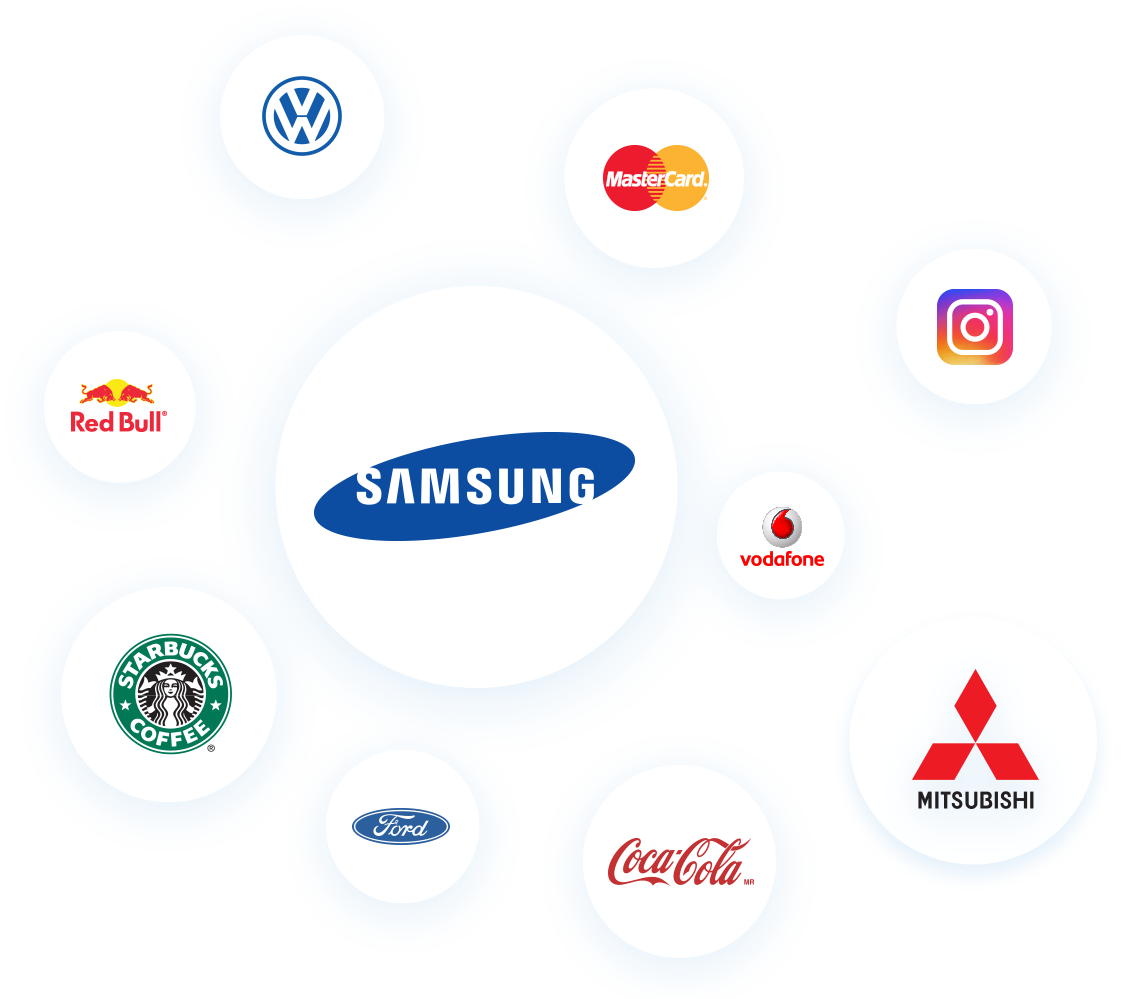 MasterCard.
Red Bull®
SAMSUNG
vodafone
STARBUCKS
COFFEE
®
MITSUBISHI
Ford
Coca-Cola MR